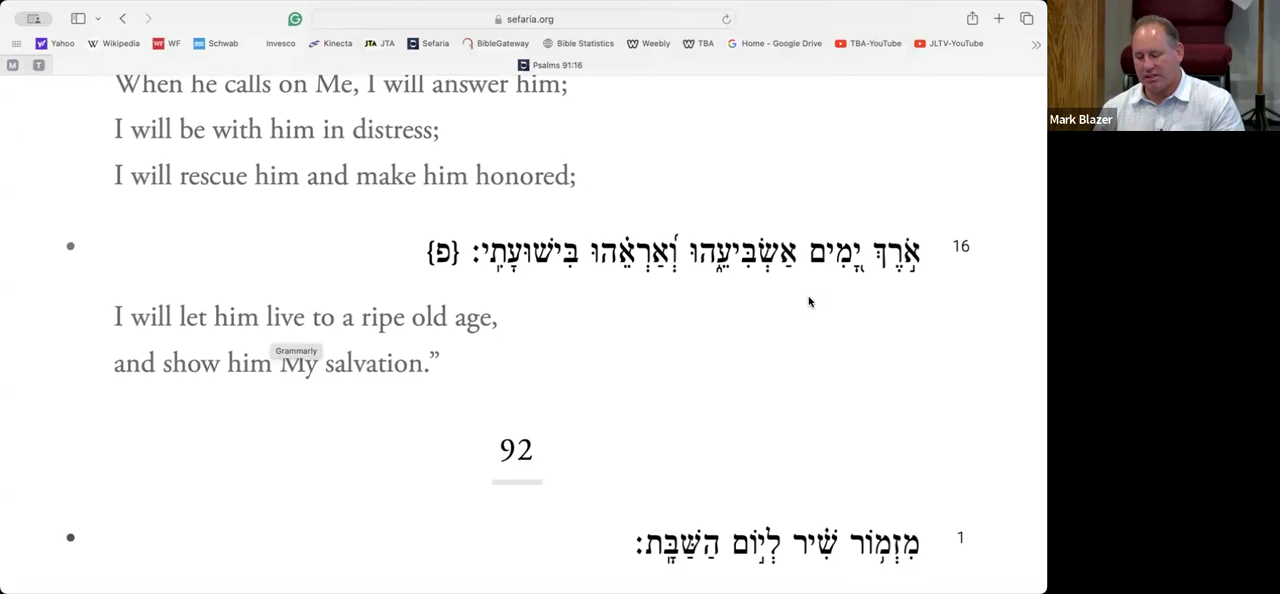 sefaria.org
Yahoo
Wikipedia
WF WF
Schwab
Invesco
Kinecta
JTA JTA
Sefaria
BibleGateway
Bible Statistics
Weebly
TBA
Home - Google Drive
TBA-YouTube
JLTV-YouTube
M
T
Psalms 91:16
When he calls on Me, I will answer him;
I will be with him in distress;
I will rescue him and make him honored;
16
אֹ֣רֶךְ יָ֭מִים אַשְׂבִּיעֵ֑הוּ וְ֝אַרְאֵ֗הוּ בִּישׁוּעָתִֽי׃ {פ}
I will let him live to a ripe old age,
Grammarly
and show him My salvation.”
92
1
מִזְמ֥וֹר שִׁ֗יר לְי֣וֹם הַשַּׁבָּֽת׃
Mark Blazer